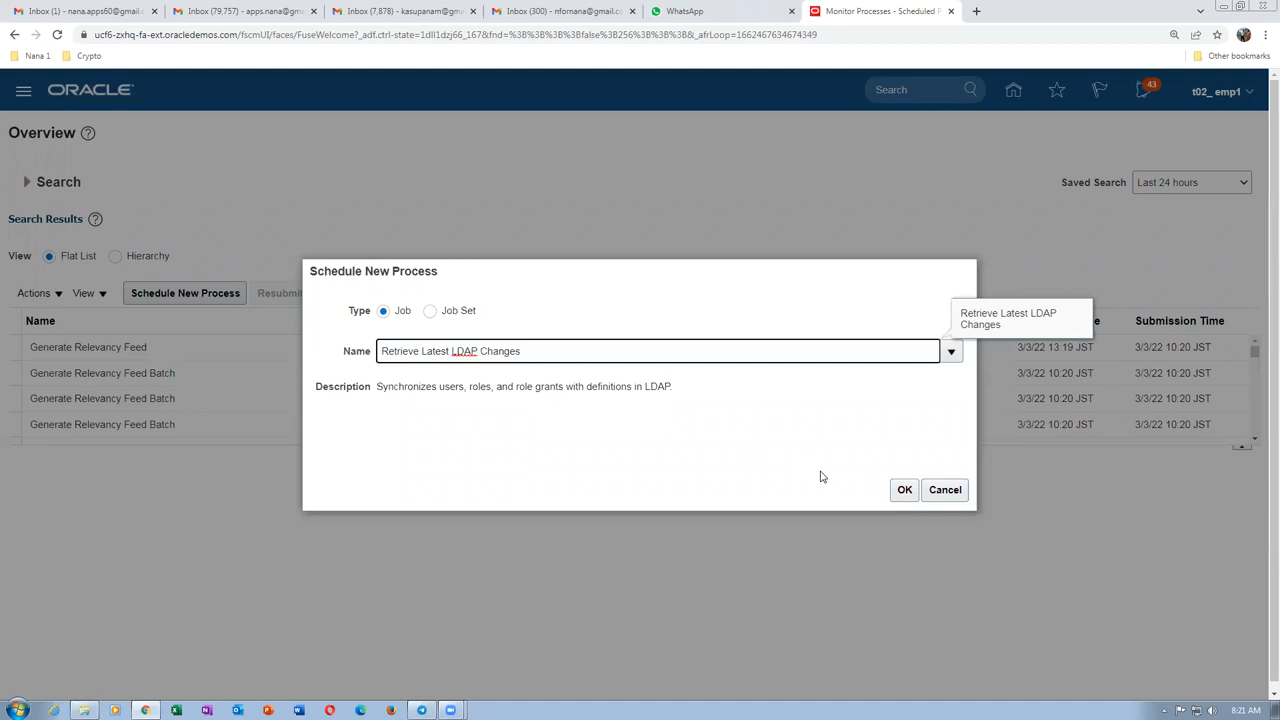 Inbox (1) - nana.apps60@gmail.c
Inbox (79,757) - apps.nana@gma
Inbox (7,878) - kasupanam@gma
Inbox (300) - nfornana@gmail.co
WhatsApp
Monitor Processes - Scheduled P
ucf6-zxhq-fa-ext.oracledemos.com/fscmUI/faces/FuseWelcome?_adf.ctrl-state=1dll1dzj66_167&fnd=%3B%3B%3B%3Bfalse%3B256%3B%3B%3B&_afrLoop=1662467634674349
Nana 1
Crypto
Other bookmarks
ORACLE
Search
43
t02_ emp1
Overview
Search
Saved Search
Last 24 hours
Search Results
View
Flat List
Hierarchy
Actions
View
Schedule New Process
Resubmit
Name
Submission Time
Generate Relevancy Feed
3/3/22 13:19 JST
3/3/22 10:20 JST
Generate Relevancy Feed Batch
3/3/22 10:20 JST
3/3/22 10:20 JST
Generate Relevancy Feed Batch
3/3/22 10:20 JST
3/3/22 10:20 JST
Generate Relevancy Feed Batch
3/3/22 10:20 JST
3/3/22 10:20 JST
Schedule New Process
Type
Job
Job Set
Name
Retrieve Latest LDAP Changes
Retrieve Latest LDAP
Changes
Description
Synchronizes users, roles, and role grants with definitions in LDAP.
OK
Cancel
8:21 AM